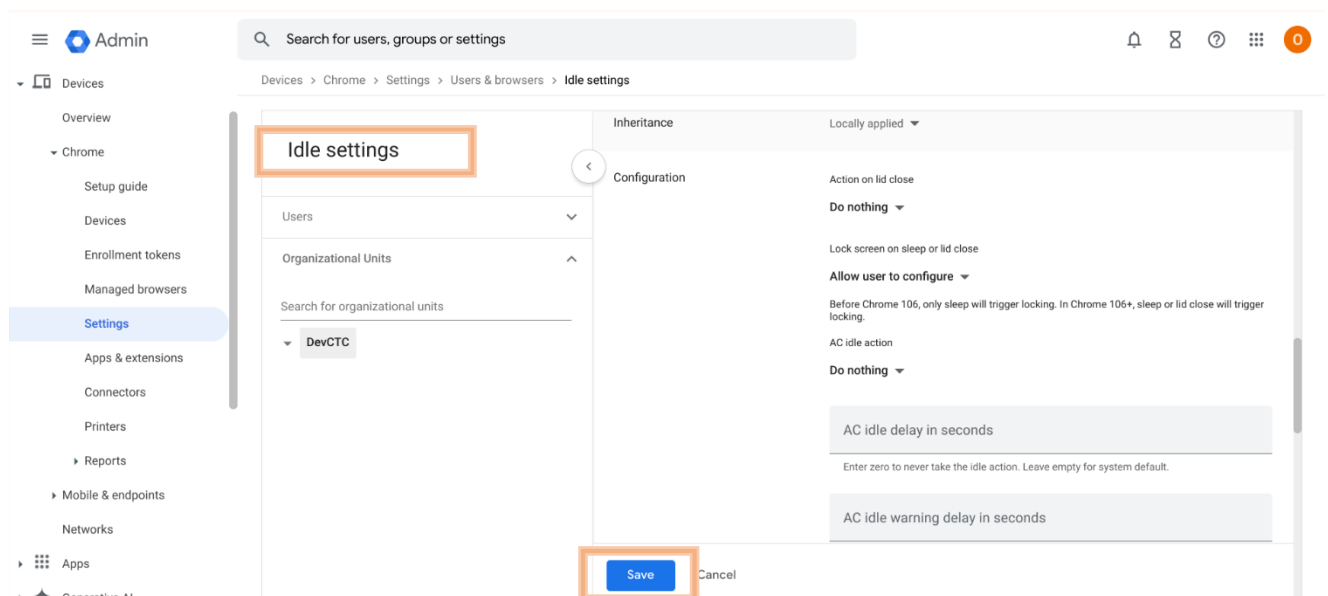 Admin
Search for users, groups or settings
O
Devices
Overview
Chrome
Setup guide
Devices
Enrollment tokens
Managed browsers
Settings
Apps & extensions
Connectors
Printers
Reports
Mobile & endpoints
Networks
Apps
Generative AI
Devices > Chrome > Settings > Users & browsers > Idle settings
Idle settings
Users
Organizational Units
Search for organizational units
DevCTC
Inheritance
Locally applied
Configuration
Action on lid close
Do nothing
Lock screen on sleep or lid close
Allow user to configure
Before Chrome 106, only sleep will trigger locking. In Chrome 106+, sleep or lid close will trigger
locking.
AC idle action
Do nothing
AC idle delay in seconds
Enter zero to never take the idle action. Leave empty for system default.
AC idle warning delay in seconds
Save
Cancel